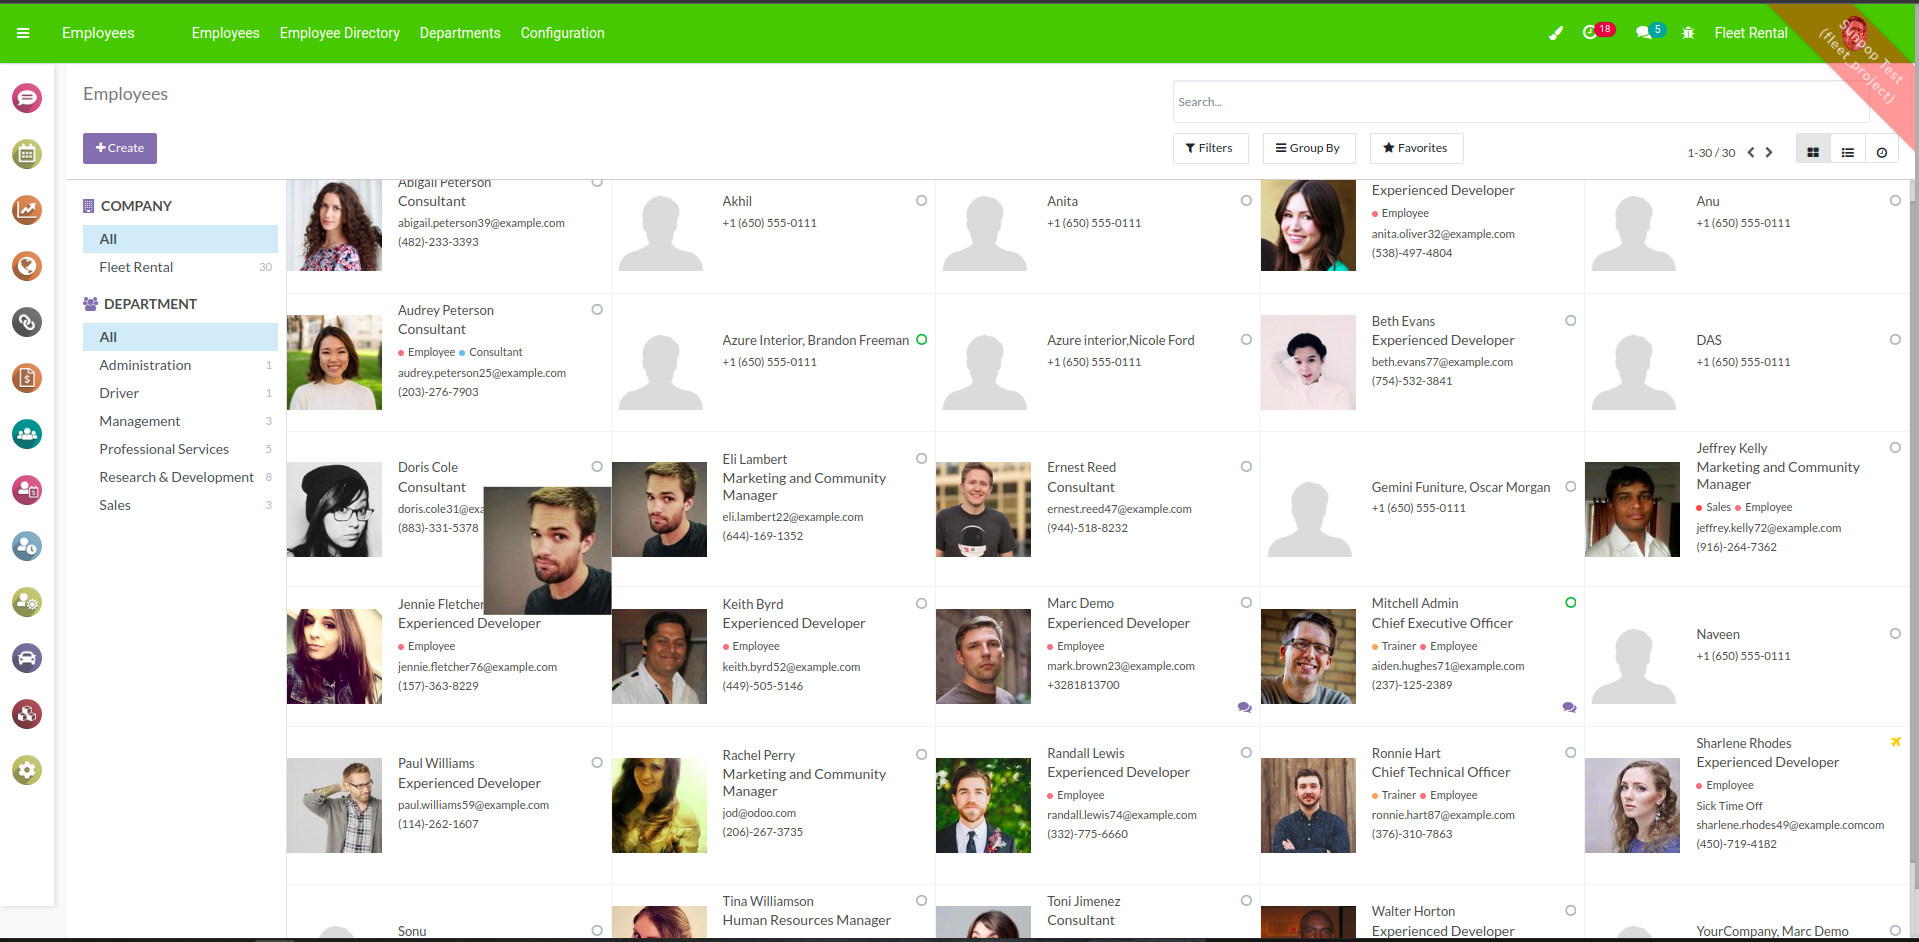 Employees
Employees
Employee Directory
Departments
Configuration
18
5
Fleet Rental
Sunpop Test
(fleet_project)
Employees
Search...
Create
Filters
Group By
Favorites
1-30 / 30
COMPANY
All
Fleet Rental 30
DEPARTMENT
All
Administration 1
Driver 1
Management 3
Professional Services 5
Research & Development 8
Sales 3
Abigail Peterson
Consultant
abigail.peterson39@example.com
(482)-233-3393
Akhil
+1 (650) 555-0111
Anita
+1 (650) 555-0111
Experienced Developer
Employee
anita.oliver32@example.com
(538)-497-4804
Anu
+1 (650) 555-0111
Audrey Peterson
Consultant
Employee Consultant
audrey.peterson25@example.com
(203)-276-7903
Azure Interior, Brandon Freeman
+1 (650) 555-0111
Azure interior,Nicole Ford
+1 (650) 555-0111
Beth Evans
Experienced Developer
beth.evans77@example.com
(754)-532-3841
DAS
+1 (650) 555-0111
Doris Cole
Consultant
doris.cole31@exa
(883)-331-5378
Eli Lambert
Marketing and Community
Manager
eli.lambert22@example.com
(644)-169-1352
Ernest Reed
Consultant
ernest.reed47@example.com
(944)-518-8232
Gemini Funiture, Oscar Morgan
+1 (650) 555-0111
Jeffrey Kelly
Marketing and Community
Manager
Sales Employee
jeffrey.kelly72@example.com
(916)-264-7362
Jennie Fletcher
Experienced Developer
Employee
jennie.fletcher76@example.com
(157)-363-8229
Keith Byrd
Experienced Developer
Employee
keith.byrd52@example.com
(449)-505-5146
Marc Demo
Experienced Developer
Employee
mark.brown23@example.com
+3281813700
Mitchell Admin
Chief Executive Officer
Trainer Employee
aiden.hughes71@example.com
(237)-125-2389
Naveen
+1 (650) 555-0111
Paul Williams
Experienced Developer
paul.williams59@example.com
(114)-262-1607
Rachel Perry
Marketing and Community
Manager
jod@odoo.com
(206)-267-3735
Randall Lewis
Experienced Developer
Employee
randall.lewis74@example.com
(332)-775-6660
Ronnie Hart
Chief Technical Officer
Trainer Employee
ronnie.hart87@example.com
(376)-310-7863
Sharlene Rhodes
Experienced Developer
Employee
Sick Time Off
sharlene.rhodes49@example.comcom
(450)-719-4182
Sonu
Tina Williamson
Human Resources Manager
Toni Jimenez
Consultant
Walter Horton
Experienced Developer
YourCompany, Marc Demo